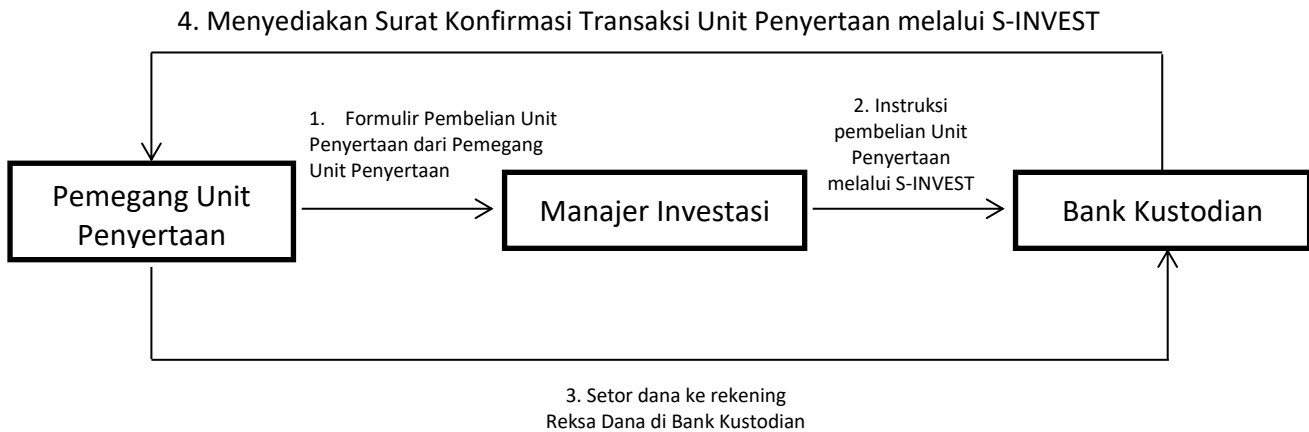 4. Menyediakan Surat Konfirmasi Transaksi Unit Penyertaan melalui S-INVEST
1. Formulir Pembelian Unit
Penyertaan dari Pemegang
Unit Penyertaan
2. Instruksi
pembelian Unit
Penyertaan
melalui S-INVEST
Pemegang Unit
Penyertaan
Manajer Investasi
Bank Kustodian
3. Setor dana ke rekening
Reksa Dana di Bank Kustodian